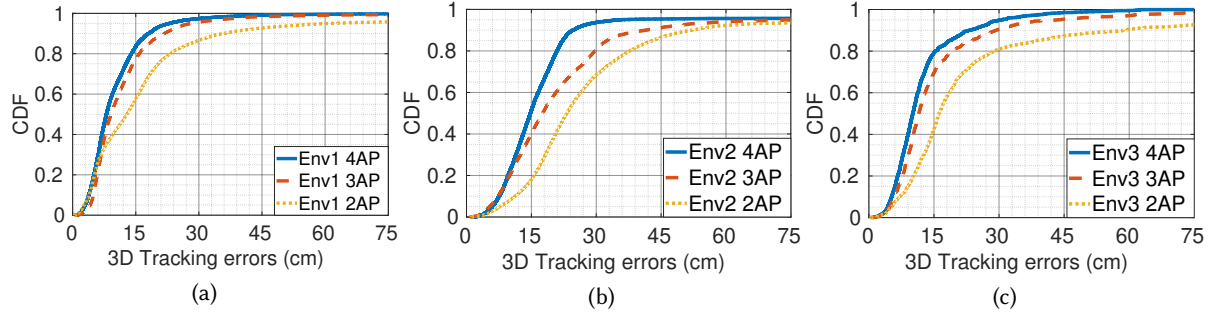 1
0.8
0.6
0.4
0.2
0
CDF
Env1 4AP
Env1 3AP
Env1 2AP
0 15 30 45 60 75
3D Tracking errors (cm)
(a)
1
0.8
0.6
0.4
0.2
0
CDF
Env2 4AP
Env2 3AP
Env2 2AP
0 15 30 45 60 75
3D Tracking errors (cm)
(b)
1
0.8
0.6
0.4
0.2
0
CDF
Env3 4AP
Env3 3AP
Env3 2AP
0 15 30 45 60 75
3D Tracking errors (cm)
(c)